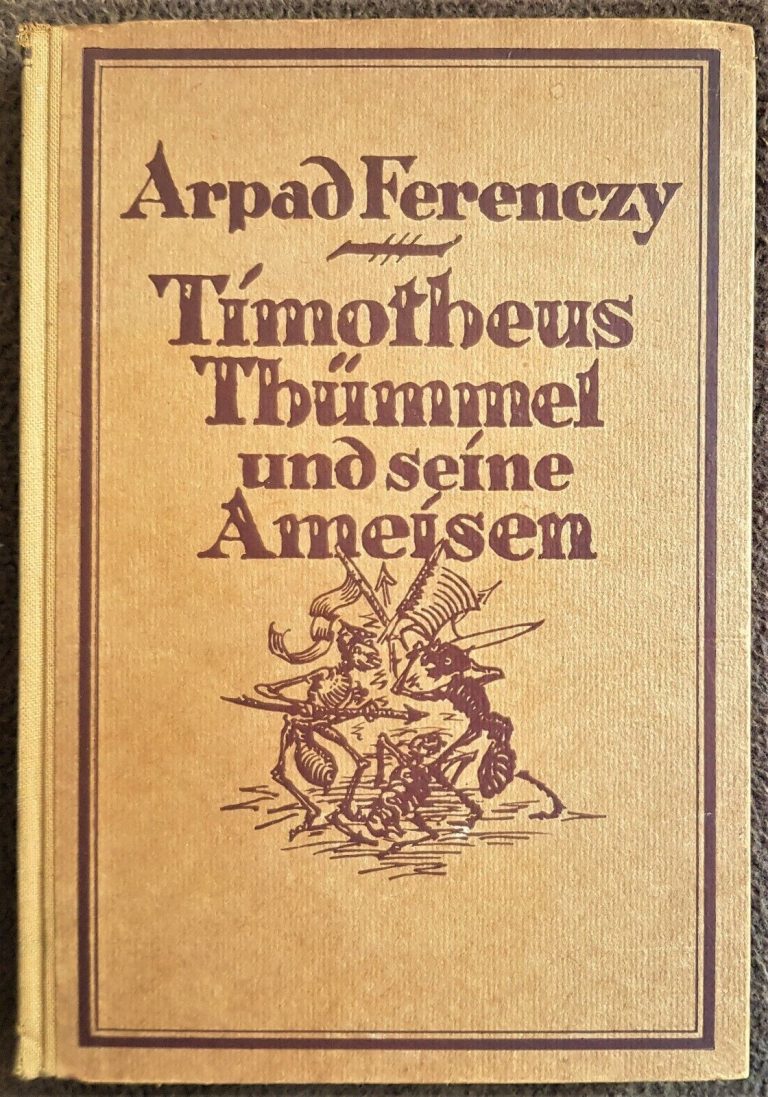 Arpad Ferenczy
Timotheus
Thümmel
und seine
Ameisen